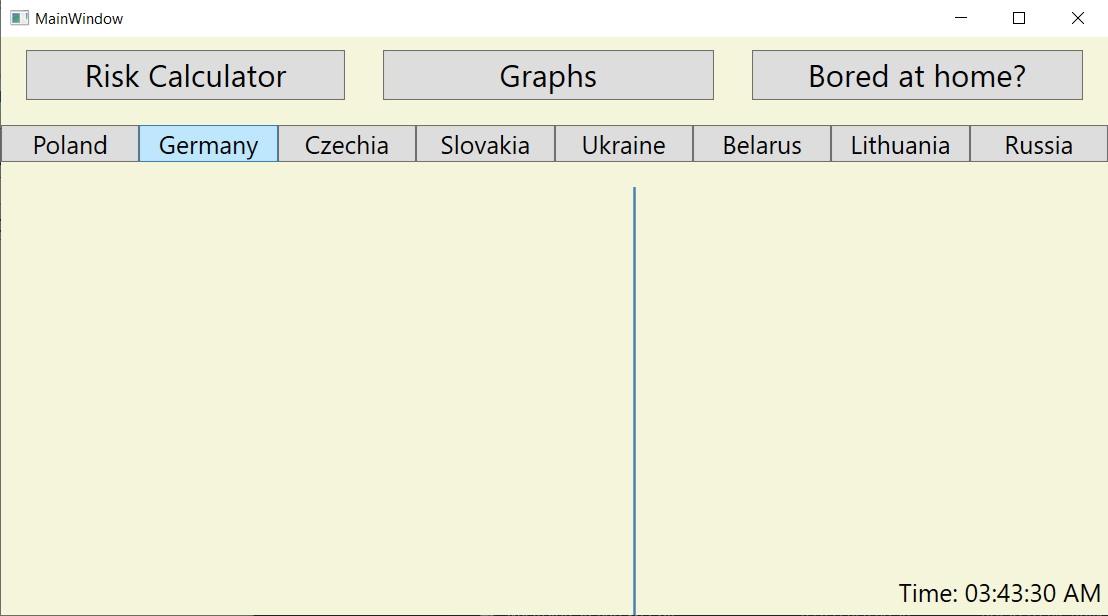 MainWindow
Risk Calculator Graphs Bored at home?
Poland Germany Czechia Slovakia Ukraine Belarus Lithuania Russia
Time: 03:43:30 AM